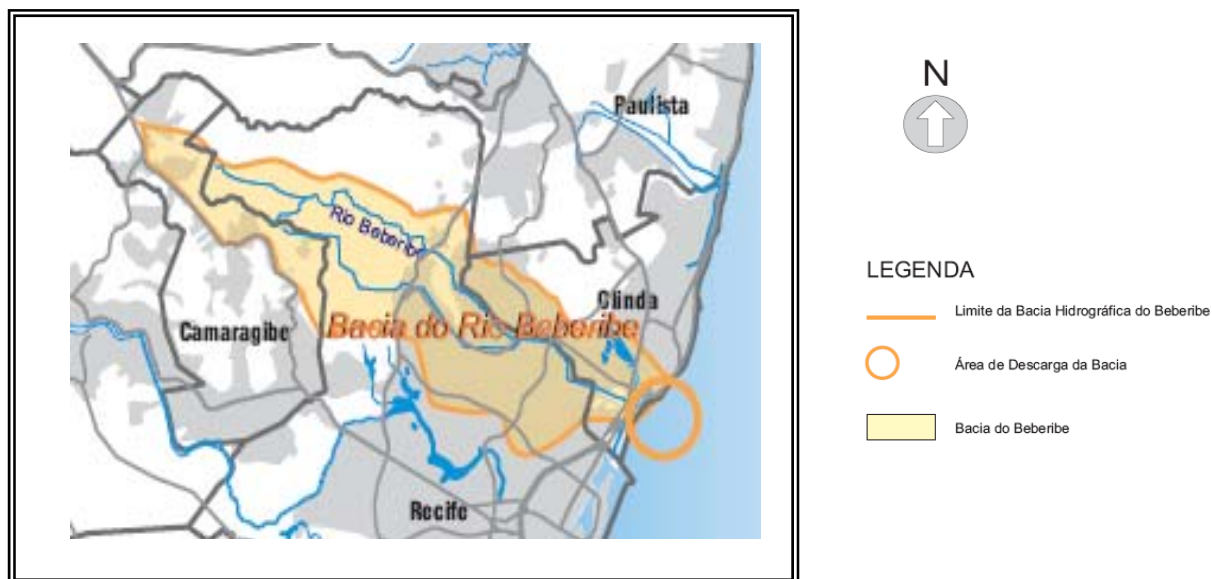 N
Paulista
Rio Beberibe
Olinda
Camaragibe
Bacia do Rio Beberibe
Recife
LEGENDA
Limite da Bacia Hidrográfica do Beberibe
Área de Descarga da Bacia
Bacia do Beberibe